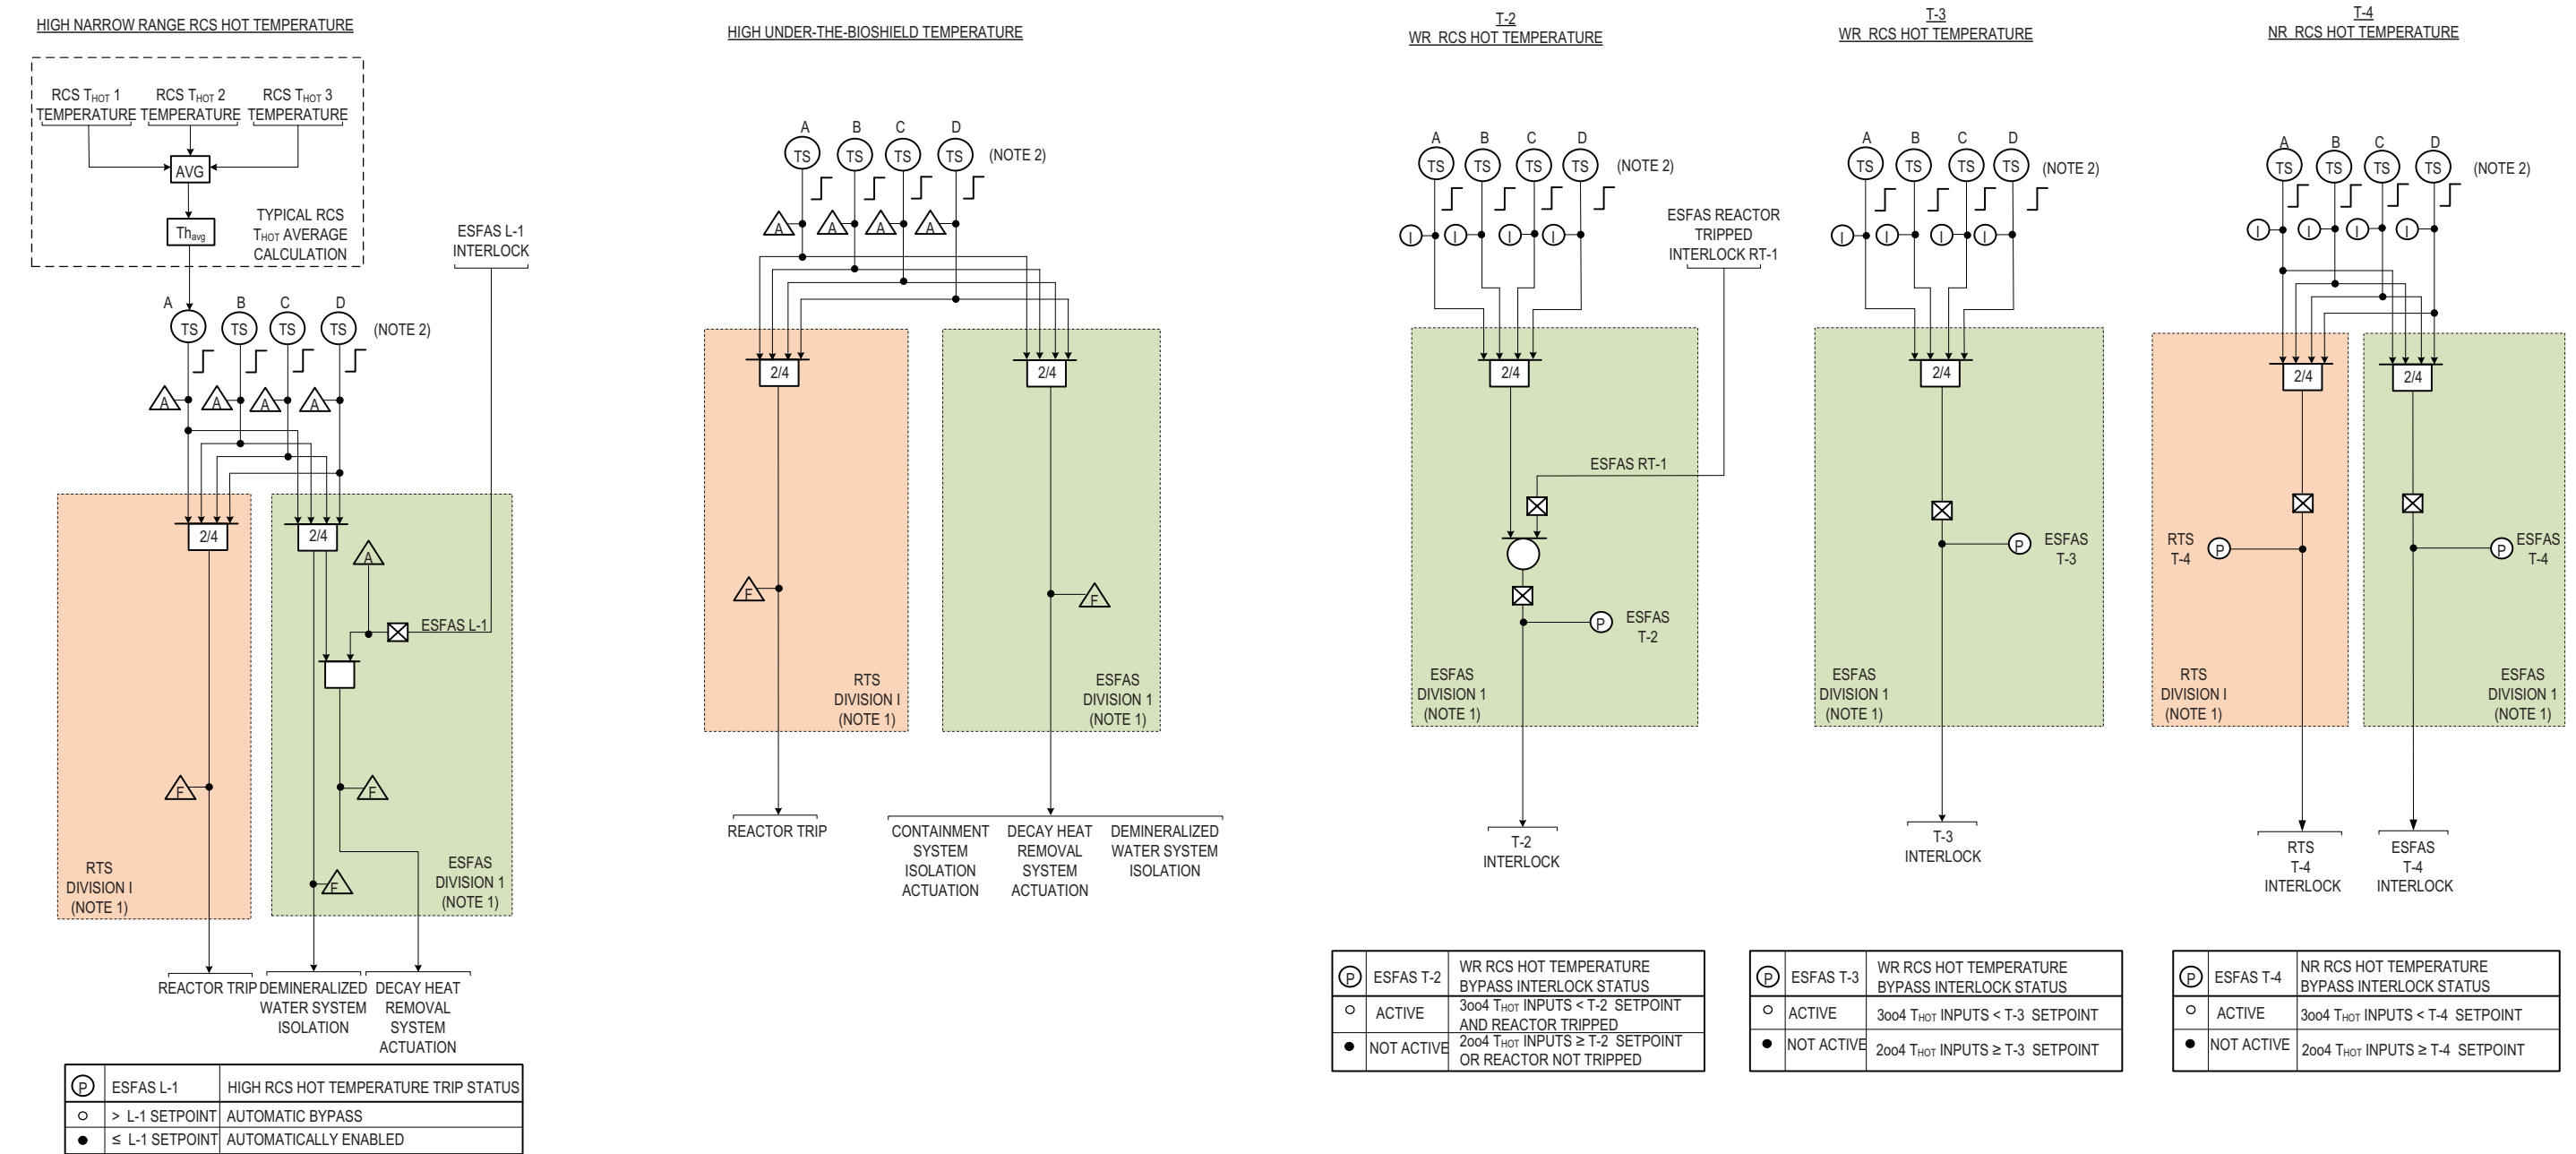 HIGH NARROW RANGE RCS HOT TEMPERATURE
RCS THOT 1
TEMPERATURE
RCS THOT 2
TEMPERATURE
RCS THOT 3
TEMPERATURE
AVG
Thavg
TYPICAL RCS
THOT AVERAGE
CALCULATION
ESFAS L-1
INTERLOCK
A
B
C
D
TS
TS
TS
TS
(NOTE 2)
A
A
A
A
2/4
2/4
A
ESFAS L-1
F
F
F
RTS
DIVISION I
(NOTE 1)
ESFAS
DIVISION 1
(NOTE 1)
REACTOR TRIP
DEMINERALIZED
WATER SYSTEM
ISOLATION
DECAY HEAT
REMOVAL
SYSTEM
ACTUATION
P ESFAS L-1 HIGH RCS HOT TEMPERATURE TRIP STATUS
> L-1 SETPOINT AUTOMATIC BYPASS
≤ L-1 SETPOINT AUTOMATICALLY ENABLED
HIGH UNDER-THE-BIOSHIELD TEMPERATURE
A
B
C
D
TS
TS
TS
TS
(NOTE 2)
A
A
A
A
2/4
2/4
F
F
RTS
DIVISION I
(NOTE 1)
ESFAS
DIVISION 1
(NOTE 1)
REACTOR TRIP
CONTAINMENT
SYSTEM
ISOLATION
ACTUATION
DECAY HEAT
REMOVAL
SYSTEM
ACTUATION
DEMINERALIZED
WATER SYSTEM
ISOLATION
T-2
WR RCS HOT TEMPERATURE
A
B
C
D
TS
TS
TS
TS
(NOTE 2)
I
I
I
I
ESFAS REACTOR
TRIPPED
INTERLOCK RT-1
2/4
ESFAS RT-1
P
ESFAS
T-2
ESFAS
DIVISION 1
(NOTE 1)
T-2
INTERLOCK
P ESFAS T-2
WR RCS HOT TEMPERATURE
BYPASS INTERLOCK STATUS
ACTIVE
3oo4 THOT INPUTS < T-2 SETPOINT
AND REACTOR TRIPPED
NOT ACTIVE
2oo4 THOT INPUTS ≥ T-2 SETPOINT
OR REACTOR NOT TRIPPED
T-3
WR RCS HOT TEMPERATURE
A
B
C
D
TS
TS
TS
TS
(NOTE 2)
I
I
I
I
2/4
P
ESFAS
T-3
ESFAS
DIVISION 1
(NOTE 1)
T-3
INTERLOCK
P ESFAS T-3
WR RCS HOT TEMPERATURE
BYPASS INTERLOCK STATUS
ACTIVE 3oo4 THOT INPUTS < T-3 SETPOINT
NOT ACTIVE 2oo4 THOT INPUTS ≥ T-3 SETPOINT
T-4
NR RCS HOT TEMPERATURE
A
B
C
D
TS
TS
TS
TS
(NOTE 2)
I
I
I
I
2/4
2/4
RTS
T-4
P
P
ESFAS
T-4
RTS
DIVISION I
(NOTE 1)
ESFAS
DIVISION 1
(NOTE 1)
RTS
T-4
INTERLOCK
ESFAS
T-4
INTERLOCK
P ESFAS T-4
NR RCS HOT TEMPERATURE
BYPASS INTERLOCK STATUS
ACTIVE 3oo4 THOT INPUTS < T-4 SETPOINT
NOT ACTIVE 2oo4 THOT INPUTS ≥ T-4 SETPOINT